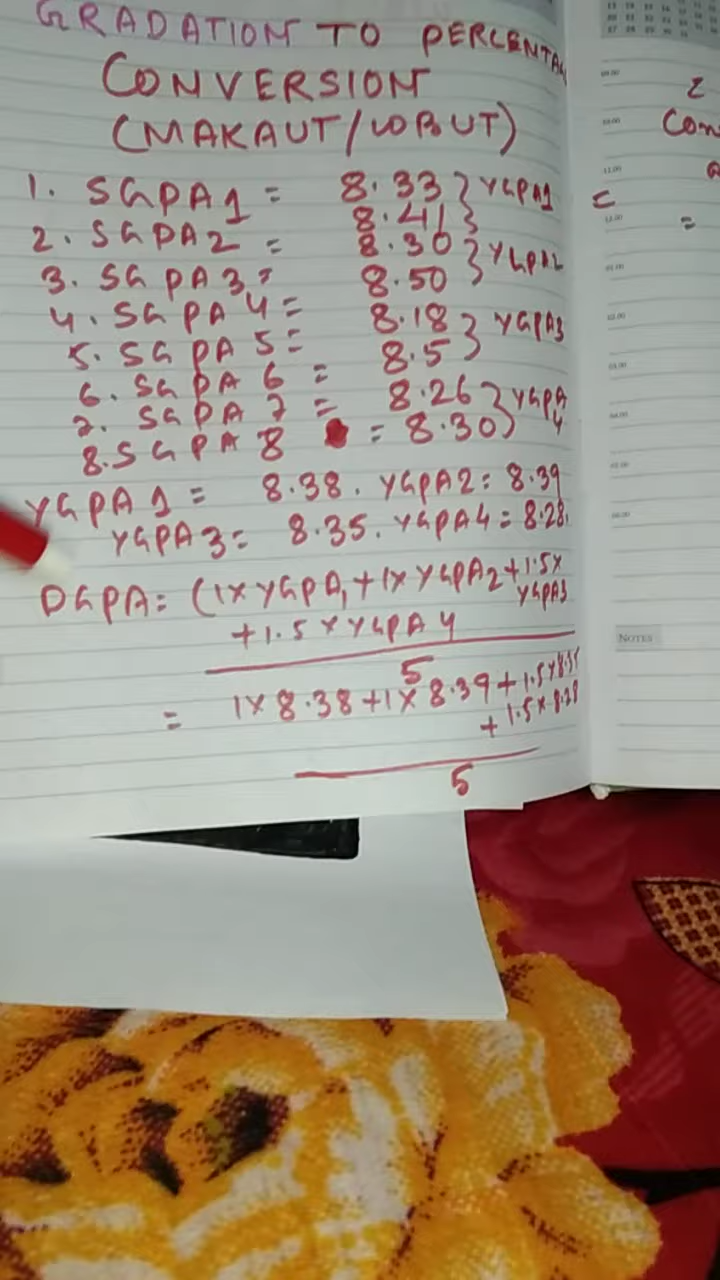 GRADATION TO PERCENTA
CONVERSION
(MAKAUT/WBUT)
1. SGPA1 = 8.33 } YGPA1
2. SGPA2 = 8.41
3. SGPA3 = 8.30 } YGPA2
4. SGPA4 = 8.50
5. SGPA5 = 8.18 } YGPA3
6. SGPA6 = 8.5
7. SGPA7 = 8.26 } YGPA4
8. SGPA8 = 8.30
YGPA1 = 8.38. YGPA2 = 8.39
YGPA3 = 8.35. YGPA4 = 8.28.
DGPA = (1×YGPA1+1×YGPA2+1.5×YGPA3
+1.5×YGPA4
5
= 1×8.38+1×8.39+1.5×8.35
+1.5×8.28
5
Com
=
NOTES